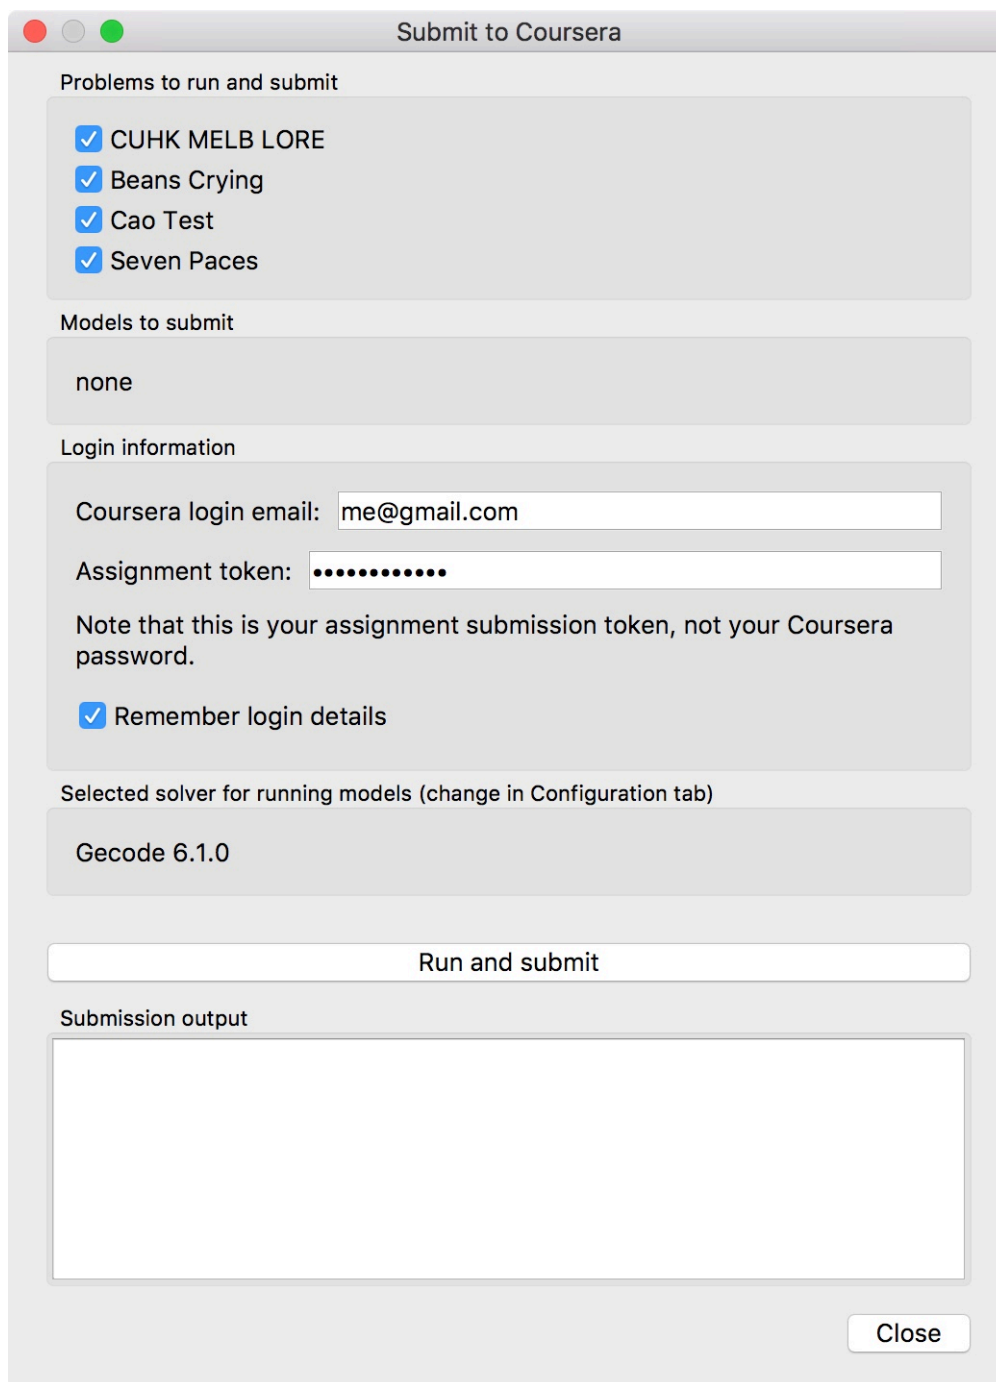 Submit to Coursera
Problems to run and submit
CUHK MELB LORE
Beans Crying
Cao Test
Seven Paces
Models to submit
none
Login information
Coursera login email: me@gmail.com
Assignment token: ••••••••••••
Note that this is your assignment submission token, not your Coursera
password.
Remember login details
Selected solver for running models (change in Configuration tab)
Gecode 6.1.0
Run and submit
Submission output
Close